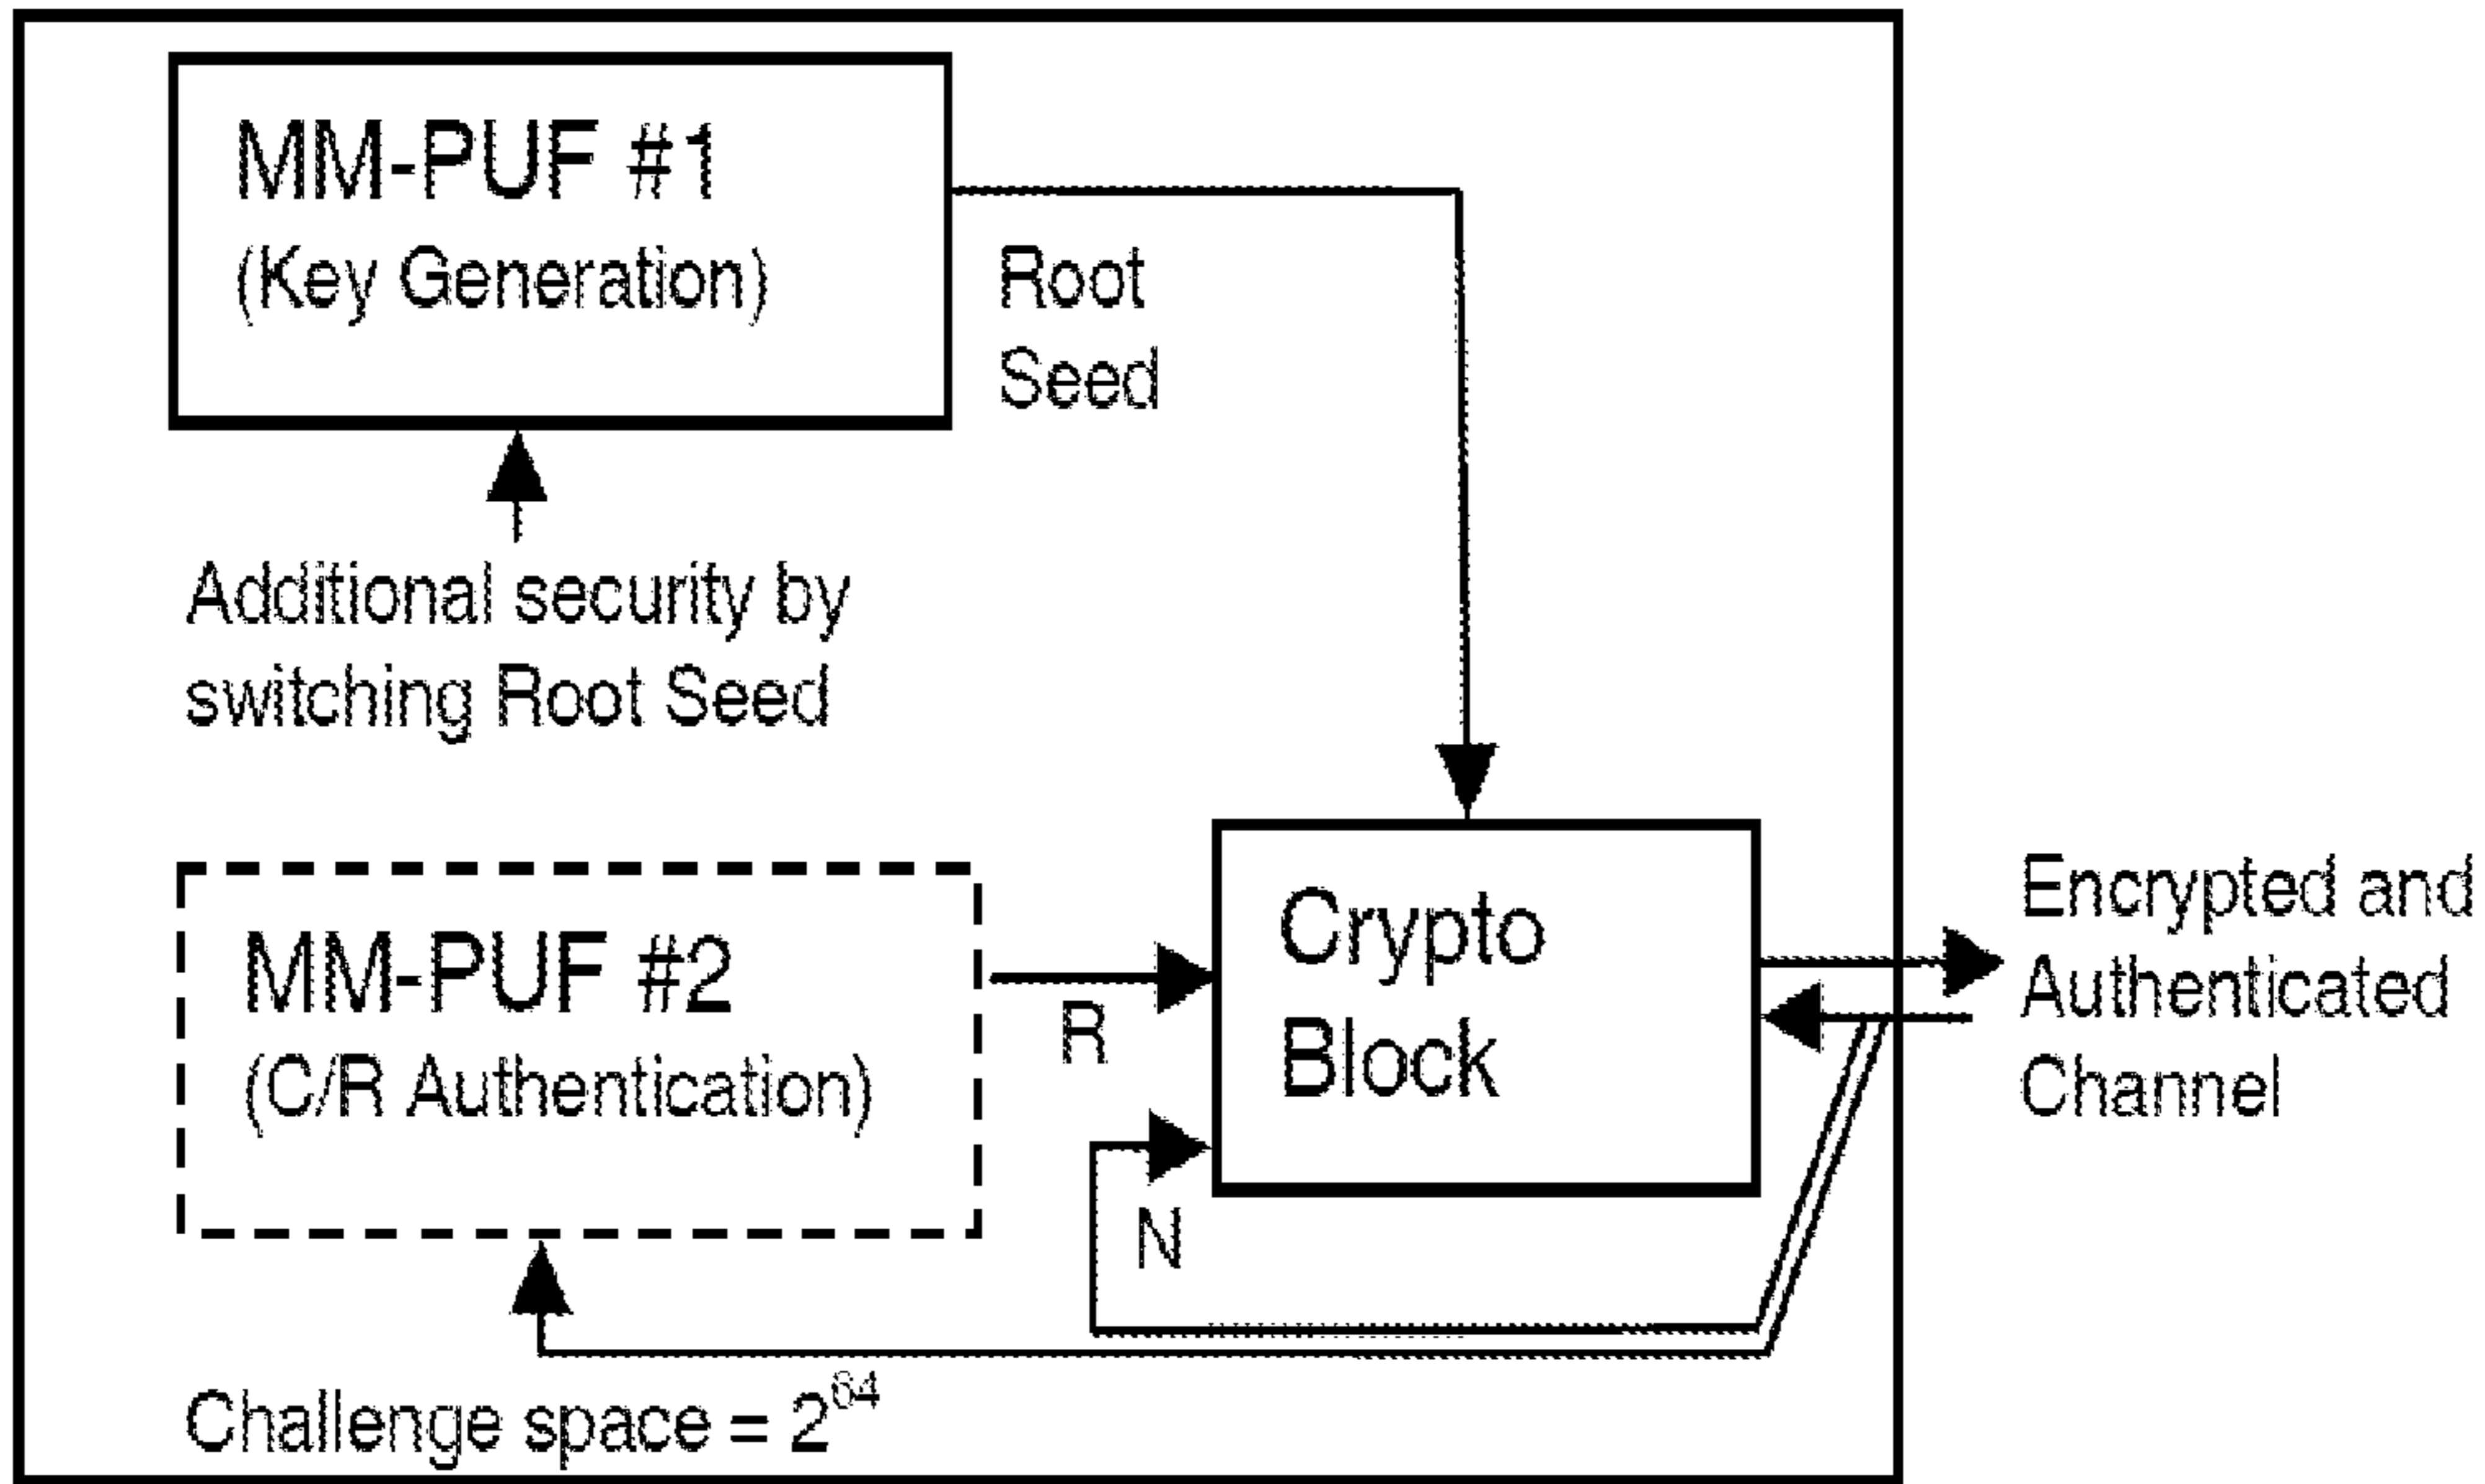 MM-PUF #1
(Key Generation)
Root
Seed
Additional security by
switching Root Seed
MM-PUF #2
(C/R Authentication)
R
N
Crypto
Block
Encrypted and
Authenticated
Channel
Challenge space = 2^64